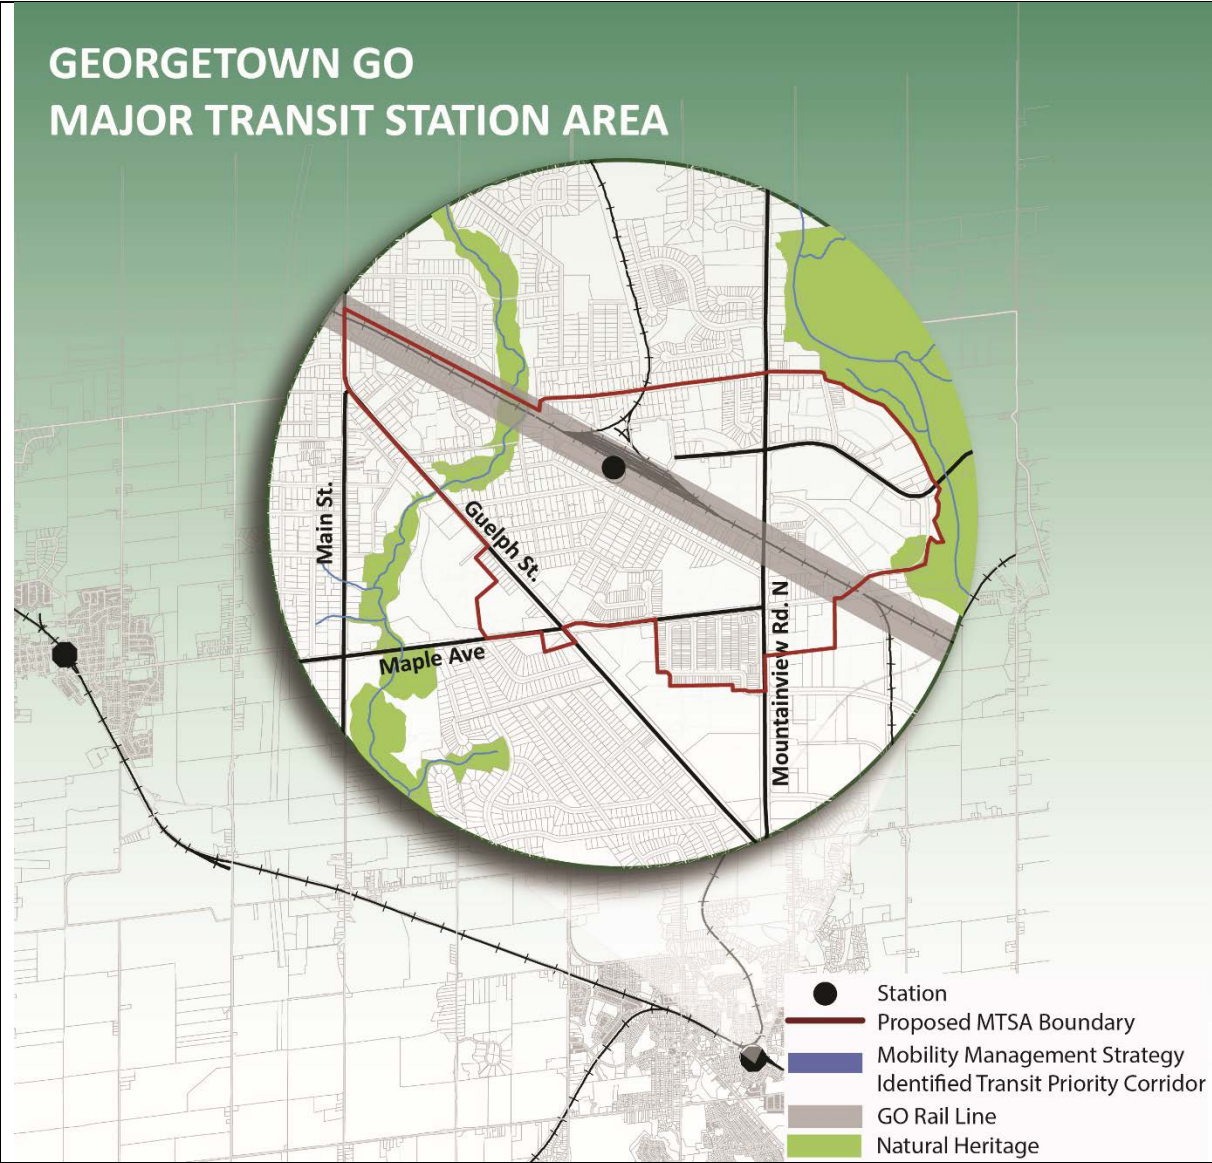 GEORGETOWN GO
MAJOR TRANSIT STATION AREA
Main St.
Guelph St.
Maple Ave
Mountainview Rd. N
Station
Proposed MTSA Boundary
Mobility Management Strategy
Identified Transit Priority Corridor
GO Rail Line
Natural Heritage